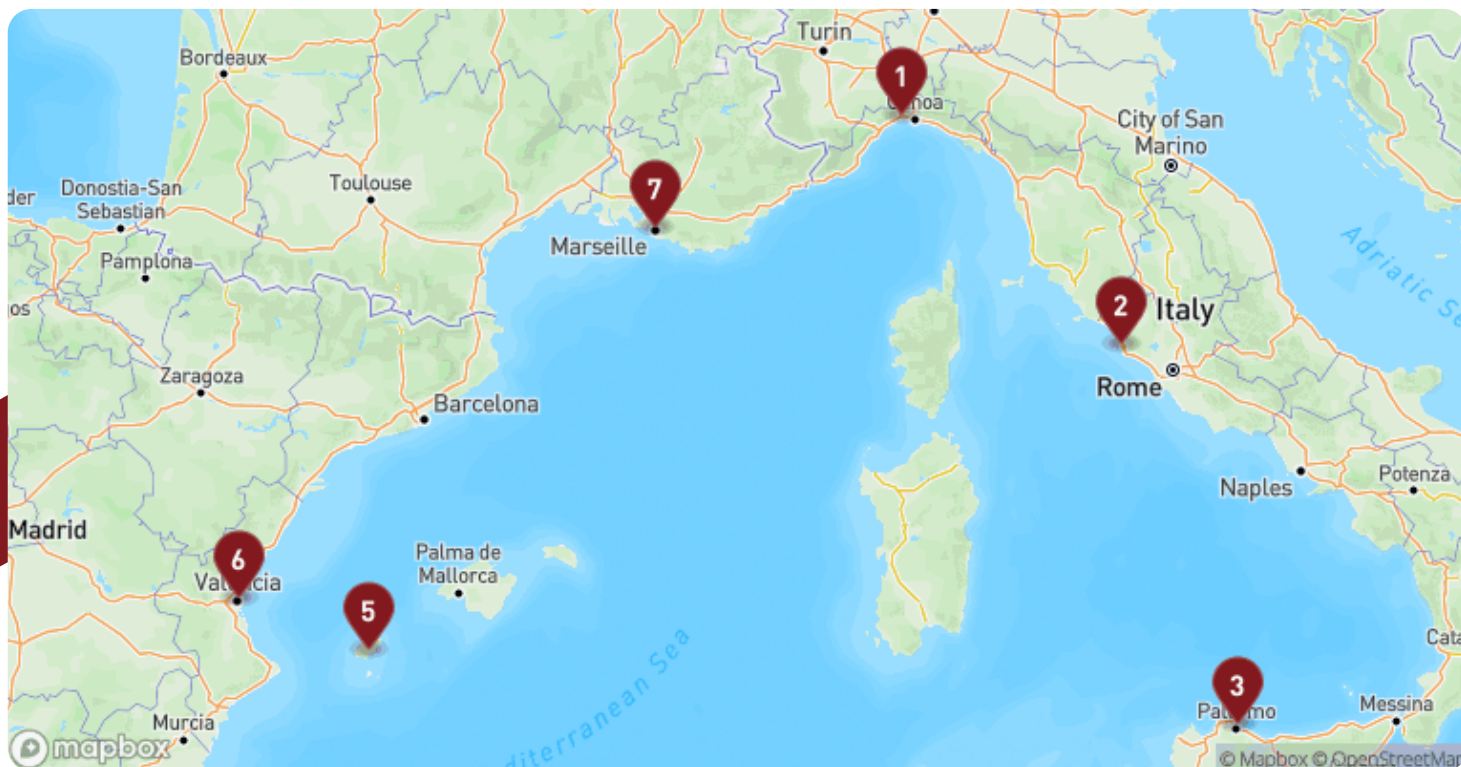 Turin
Bordeaux
1
City of San
Marino
Donostia-San
Sebastian
Toulouse
7
Marseille
Pamplona
Adriatic
2
Italy
Zaragoza
Rome
Barcelona
Naples
Potenza
Madrid
Palma de
Mallorca
6
5
Mediterranean Sea
3
Murcia
Messina
mapbox
© Mapbox © OpenStreetMap